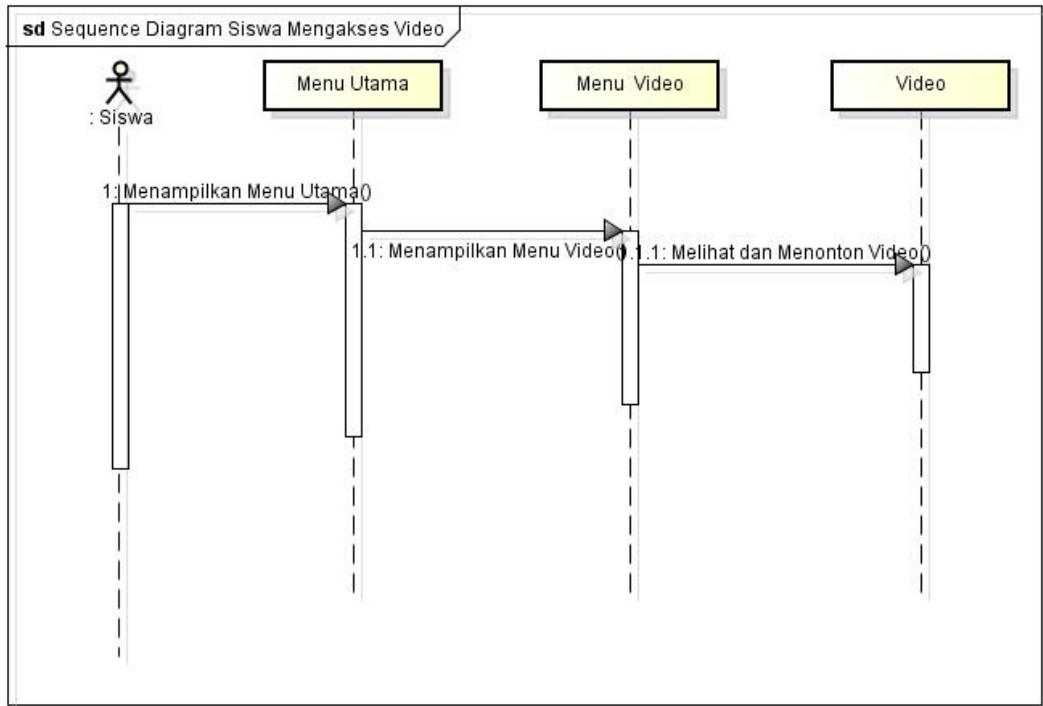 sd Sequence Diagram Siswa Mengakses Video
: Siswa
Menu Utama
Menu Video
Video
1: Menampilkan Menu Utama()
1.1: Menampilkan Menu Video()
1.1.1: Melihat dan Menonton Video()